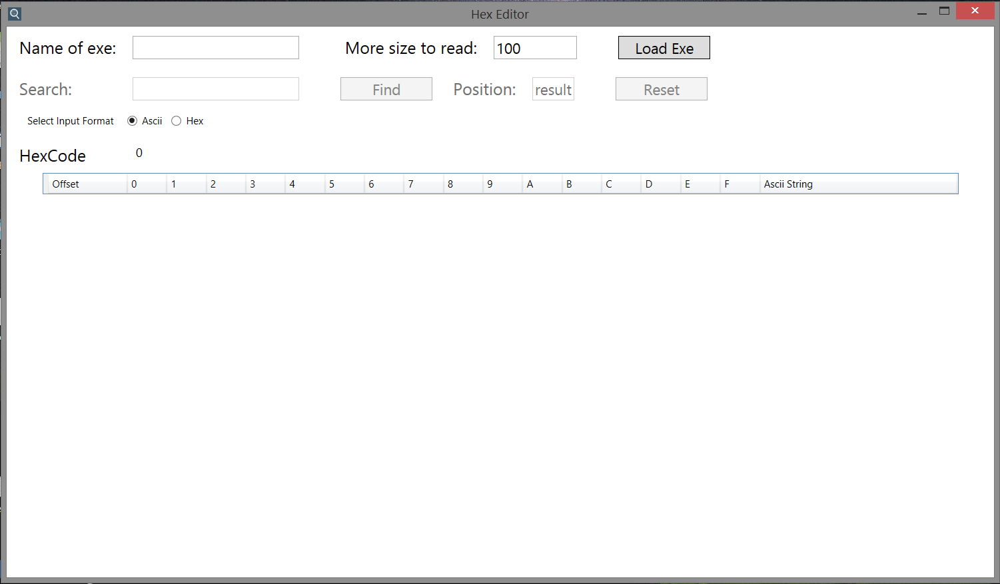 Hex Editor
Name of exe: More size to read: 100 Load Exe
Search: Find Position: result Reset
Select Input Format Ascii Hex
HexCode 0
Offset 0 1 2 3 4 5 6 7 8 9 A B C D E F Ascii String